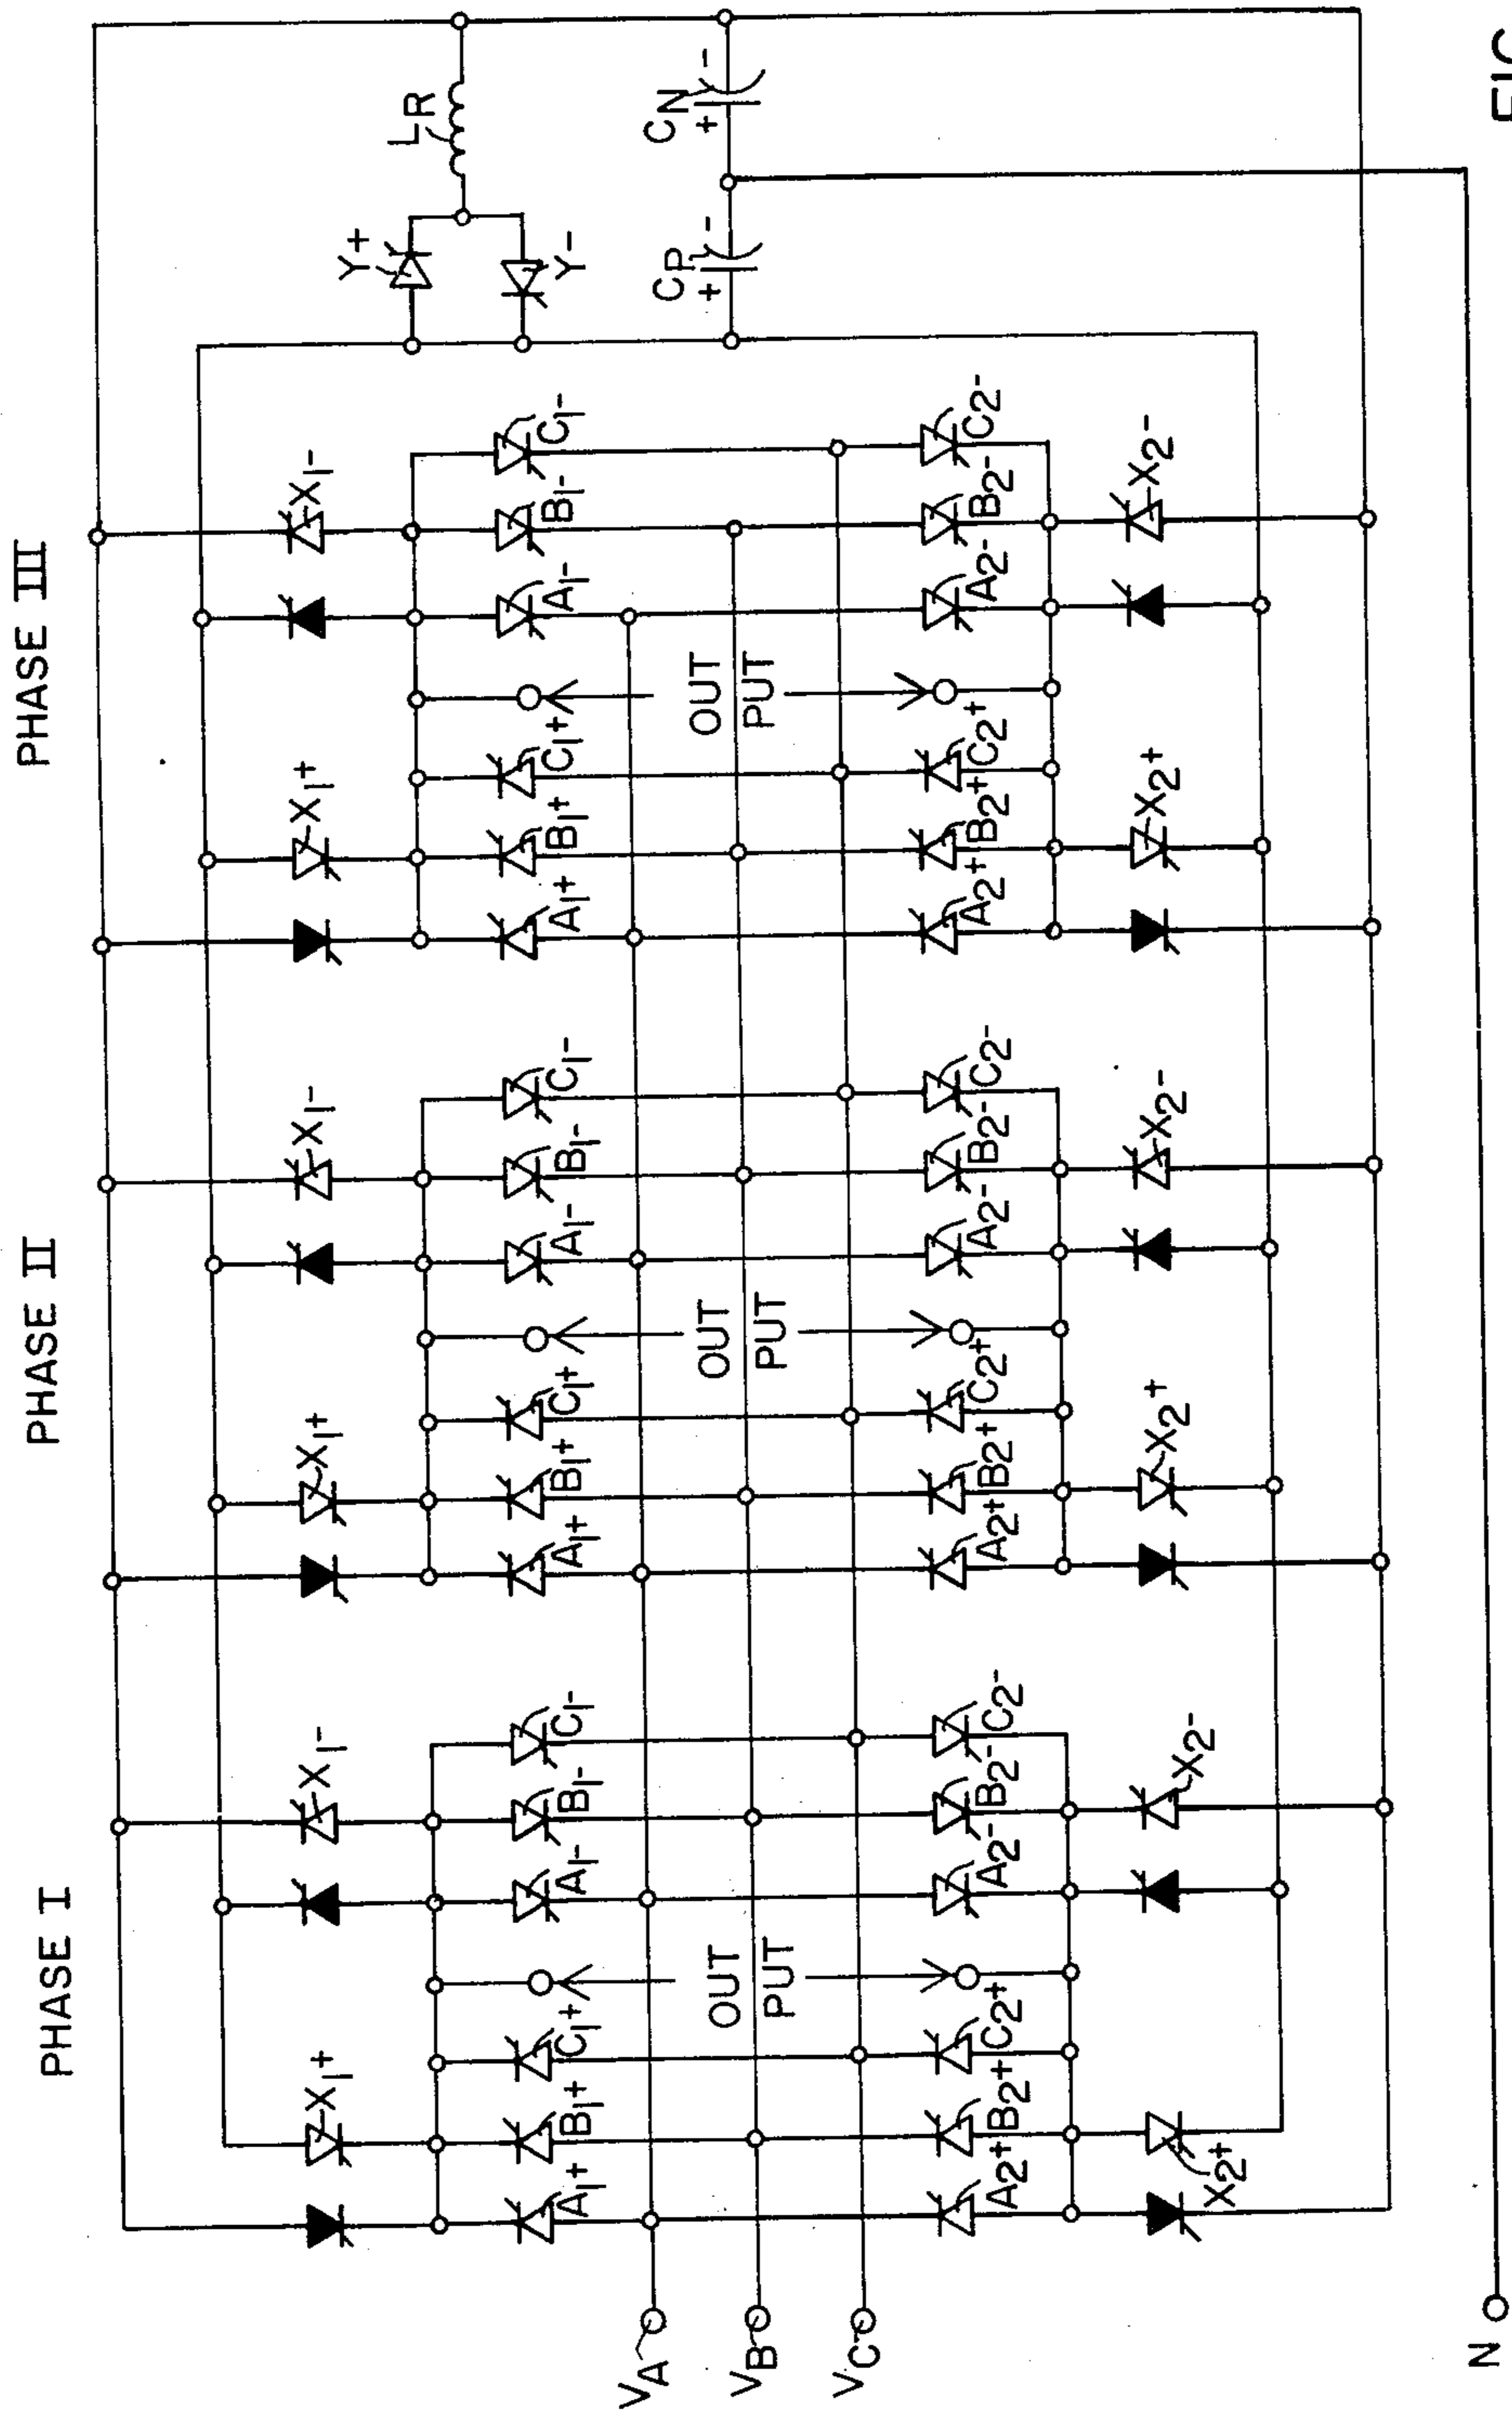 PHASE I
PHASE II
PHASE III
X1+ X1- X1+ X1- X1+ X1-
Y+
LR
Y-
A1+ B1+ C1+ A1- B1- C1- A1+ B1+ C1+ A1- B1- C1- A1+ B1+ C1+ A1- B1- C1-
VA
OUT
PUT
OUT
PUT
OUT
PUT
CP
+ -
CN
+ -
VB
VC
A2+ B2+ C2+ A2- B2- C2- A2+ B2+ C2+ A2- B2- C2- A2+ B2+ C2+ A2- B2- C2-
X2+ X2- X2+ X2- X2+ X2-
N